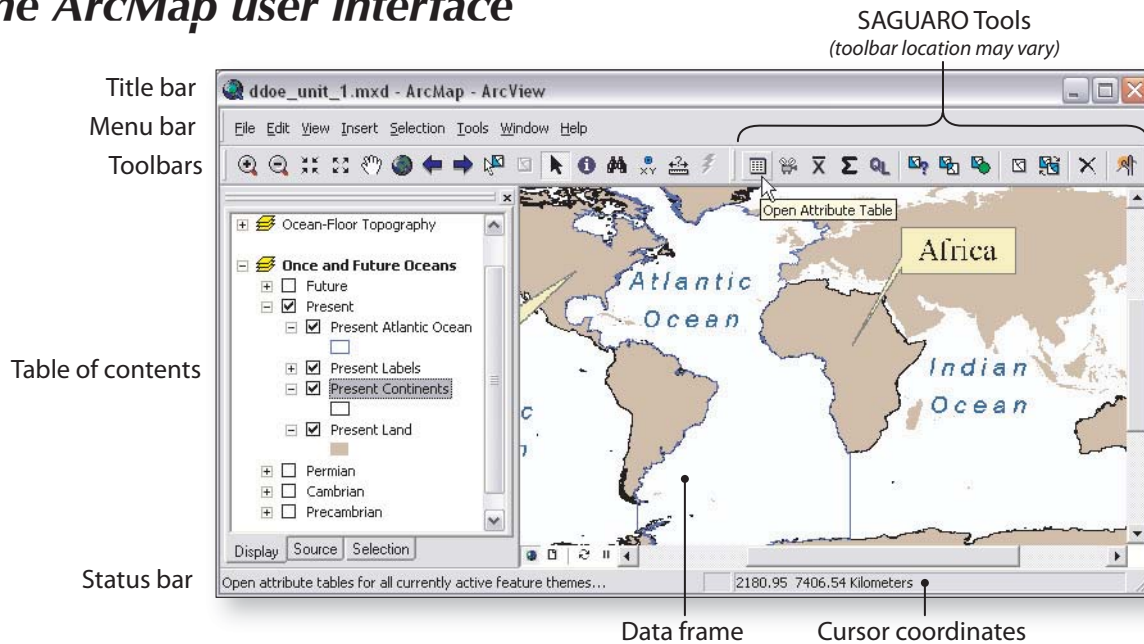 he ArcMap user interface
SAGUARO Tools
(toolbar location may vary)
Title bar
ddoe_unit_1.mxd - ArcMap - ArcView
Menu bar
File Edit View Insert Selection Tools Window Help
Toolbars
XY
?
X Σ QL
?
Open Attribute Table
Ocean-Floor Topography
Once and Future Oceans
Future
Present
Present Atlantic Ocean
Present Labels
Present Continents
Present Land
Permian
Cambrian
Precambrian
Display Source Selection
Table of contents
Atlantic
Ocean
Africa
Indian
Ocean
c
n
Status bar
Open attribute tables for all currently active feature themes...
2180.95 7406.54 Kilometers
Data frame
Cursor coordinates